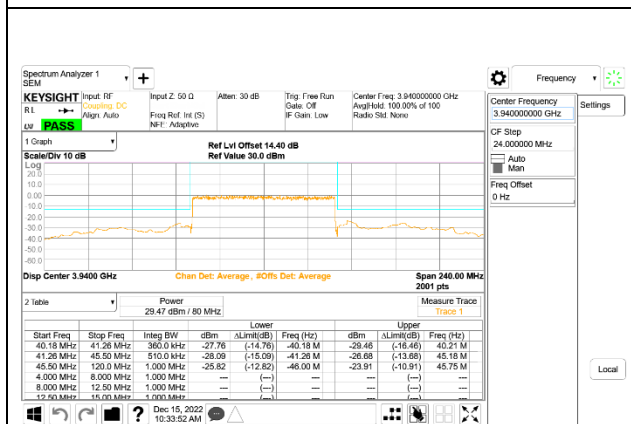 Spectrum Analyzer 1
SEM
Frequency
KEYSIGHT Input: RF Input Z: 50 Ω Atten: 30 dB Trig: Free Run Center Freq: 3.940000000 GHz
RL Coupling: DC Gate: Off Avg|Hold: 100.00% of 100
Align: Auto Freq Ref: Int (S) IF Gain: Low Radio Std: None
PASS NFE: Adaptive
Center Frequency
3.940000000 GHz
Settings
CF Step
24.000000 MHz
Auto
Man
Freq Offset
0 Hz
1 Graph
Ref Lvl Offset 14.40 dB
Scale/Div 10 dB Ref Value 30.0 dBm
Log
20.0
10.0
0.00
-10.0
-20.0
-30.0
-40.0
-50.0
-60.0
Disp Center 3.9400 GHz Chan Det: Average, #Offs Det: Average Span 240.00 MHz
2001 pts
2 Table Power Measure Trace
29.47 dBm / 80 MHz Trace 1
Lower Upper
Start Freq Stop Freq Integ BW dBm ΔLimit(dB) Freq (Hz) dBm ΔLimit(dB) Freq (Hz)
40.18 MHz 41.26 MHz 360.0 kHz -27.76 (-14.76) -40.18 M -29.46 (-16.46) 40.21 M
41.26 MHz 45.50 MHz 510.0 kHz -28.09 (-15.09) -41.26 M -26.68 (-13.68) 45.18 M
45.50 MHz 120.0 MHz 1.000 MHz -25.82 (-12.82) -46.00 M -23.91 (-10.91) 45.75 M
4.000 MHz 8.000 MHz 1.000 MHz --- (---) --- --- (---) ---
8.000 MHz 12.50 MHz 1.000 MHz --- (---) --- --- (---) ---
12.50 MHz 15.00 MHz 1.000 MHz --- (---) --- --- (---) ---
Local
Dec 15, 2022
10:33:52 AM